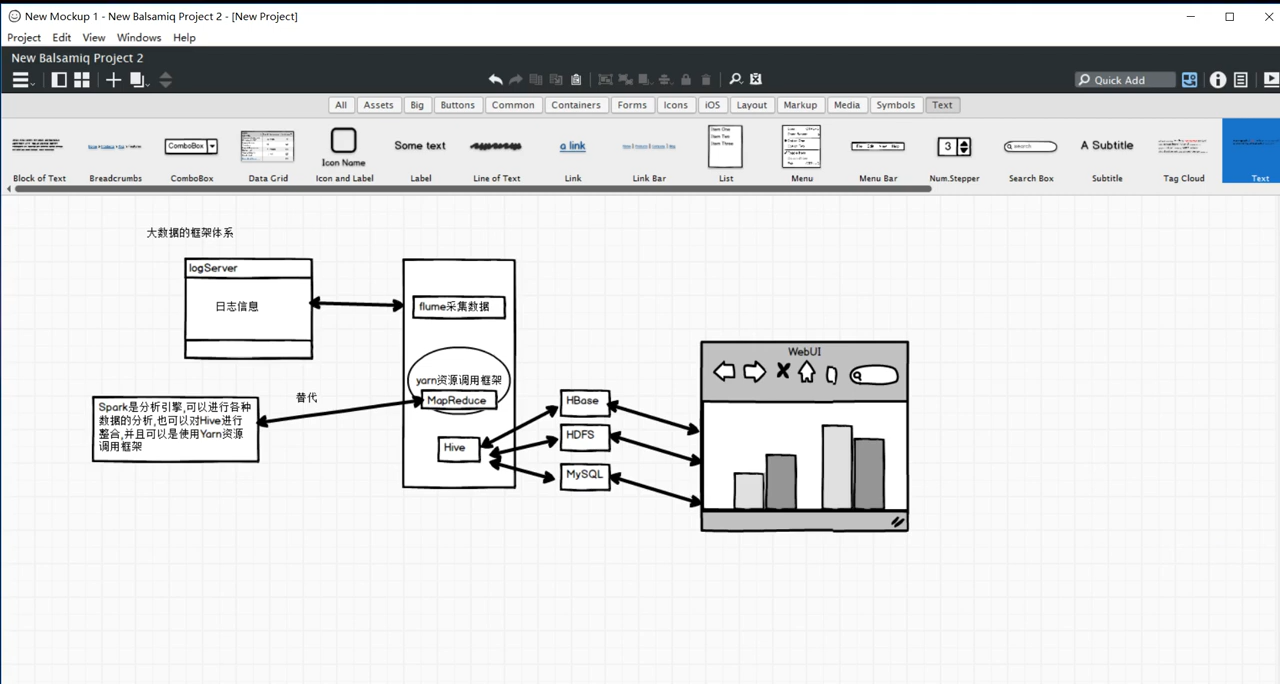 New Mockup 1 - New Balsamiq Project 2 - [New Project]
Project Edit View Windows Help
New Balsamiq Project 2
Quick Add
All Assets Big Buttons Common Containers Forms Icons iOS Layout Markup Media Symbols Text
ComboBox
Some text
a link
Item One
Item Two
Item Three
3
search
A Subtitle
Icon Name
Block of Text Breadcrumbs ComboBox Data Grid Icon and Label Label Line of Text Link Link Bar List Menu Menu Bar Num.Stepper Search Box Subtitle Tag Cloud Text
大数据的框架体系
logServer
日志信息
flume采集数据
yarn资源调用框架
MapReduce
Hive
替代
Spark是分析引擎,可以进行各种
数据的分析,也可以对Hive进行
整合,并且可以是使用Yarn资源
调用框架
HBase
HDFS
MySQL
WebUI